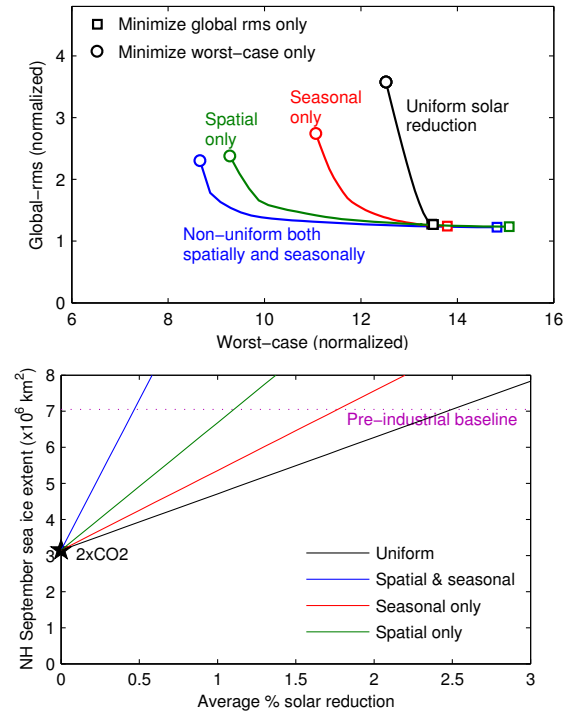 Minimize global rms only
Minimize worst−case only
Global−rms (normalized)
4
3
2
1
0
Spatial
only
Seasonal
only
Uniform solar
reduction
Non−uniform both
spatially and seasonally
6
8
10
12
14
16
Worst−case (normalized)
NH September sea ice extent (x10⁶ km²)
8
7
6
5
4
3
2
1
0
Pre−industrial baseline
2xCO2
Uniform
Spatial & seasonal
Seasonal only
Spatial only
0
0.5
1
1.5
2
2.5
3
Average % solar reduction